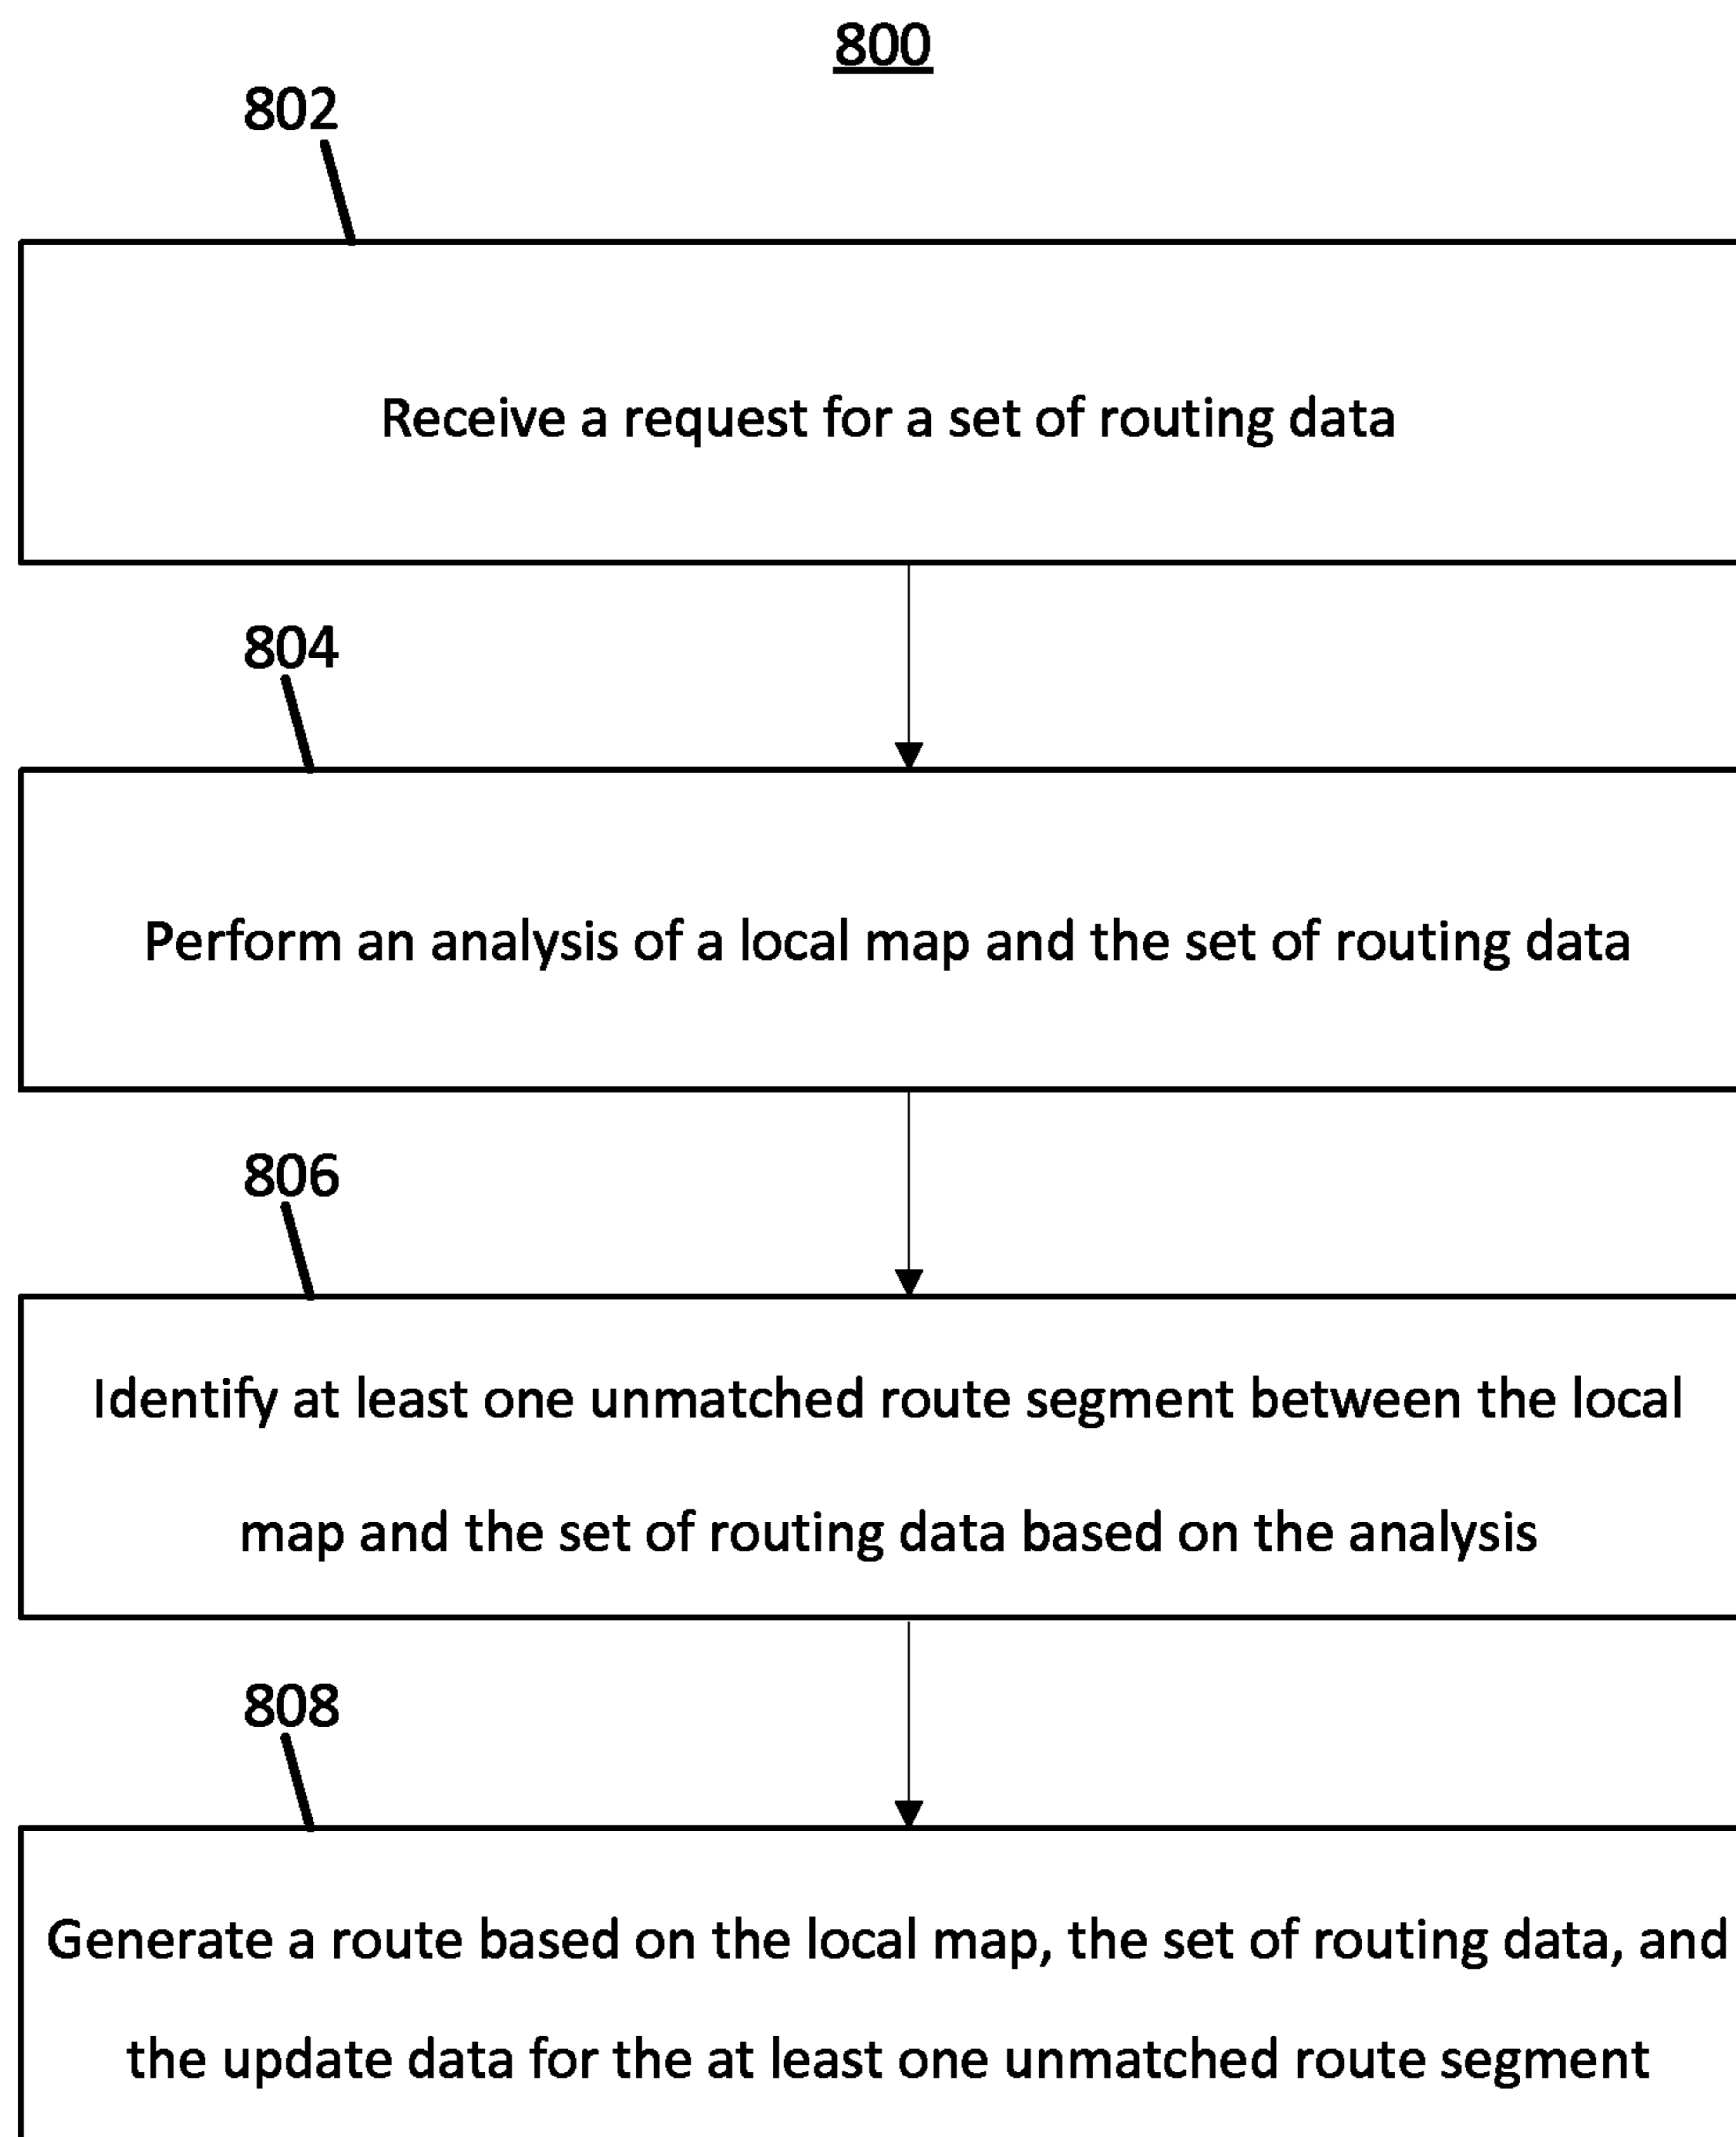 800
802
Receive a request for a set of routing data
804
Perform an analysis of a local map and the set of routing data
806
Identify at least one unmatched route segment between the local
map and the set of routing data based on the analysis
808
Generate a route based on the local map, the set of routing data, and
the update data for the at least one unmatched route segment